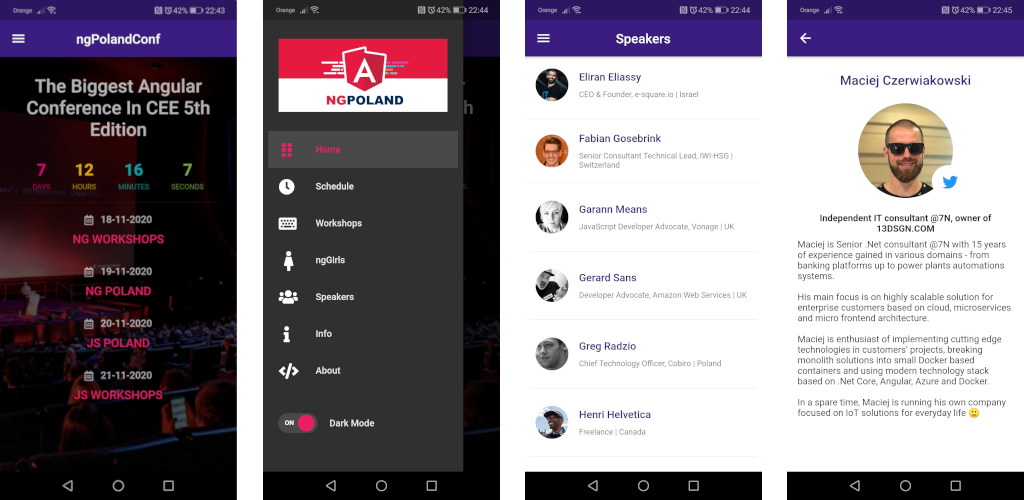 Orange 42% 22:43
ngPolandConf
The Biggest Angular
Conference In CEE 5th
Edition
7 12 16 7
DAYS HOURS MINUTES SECONDS
18-11-2020
NG WORKSHOPS
19-11-2020
NG POLAND
20-11-2020
JS POLAND
21-11-2020
JS WORKSHOPS
Orange 42% 22:44
A
NGPOLAND
h
Home
Schedule
Workshops
ngGirls
Speakers
Info
About
ON Dark Mode
Orange 42% 22:44
Speakers
Eliran Eliassy
CEO & Founder, e-square.io | Israel
Fabian Gosebrink
Senior Consultant Technical Lead, IWI-HSG |
Switzerland
Garann Means
JavaScript Developer Advocate, Vonage | UK
Gerard Sans
Developer Advocate, Amazon Web Services | UK
Greg Radzio
Chief Technology Officer, Cobiro | Poland
Henri Helvetica
Freelance | Canada
Orange 42% 22:45
Maciej Czerwiakowski
Independent IT consultant @7N, owner of
13DSGN.COM
Maciej is Senior .Net consultant @7N with 15 years
of experience gained in various domains - from
banking platforms up to power plants automations
systems.
His main focus is on highly scalable solution for
enterprise customers based on cloud, microservices
and micro frontend architecture.
Maciej is enthusiast of implementing cutting edge
technologies in customers' projects, breaking
monolith solutions into small Docker based
containers and using modern technology stack
based on .Net Core, Angular, Azure and Docker.
In a spare time, Maciej is running his own company
focused on IoT solutions for everyday life 🙂